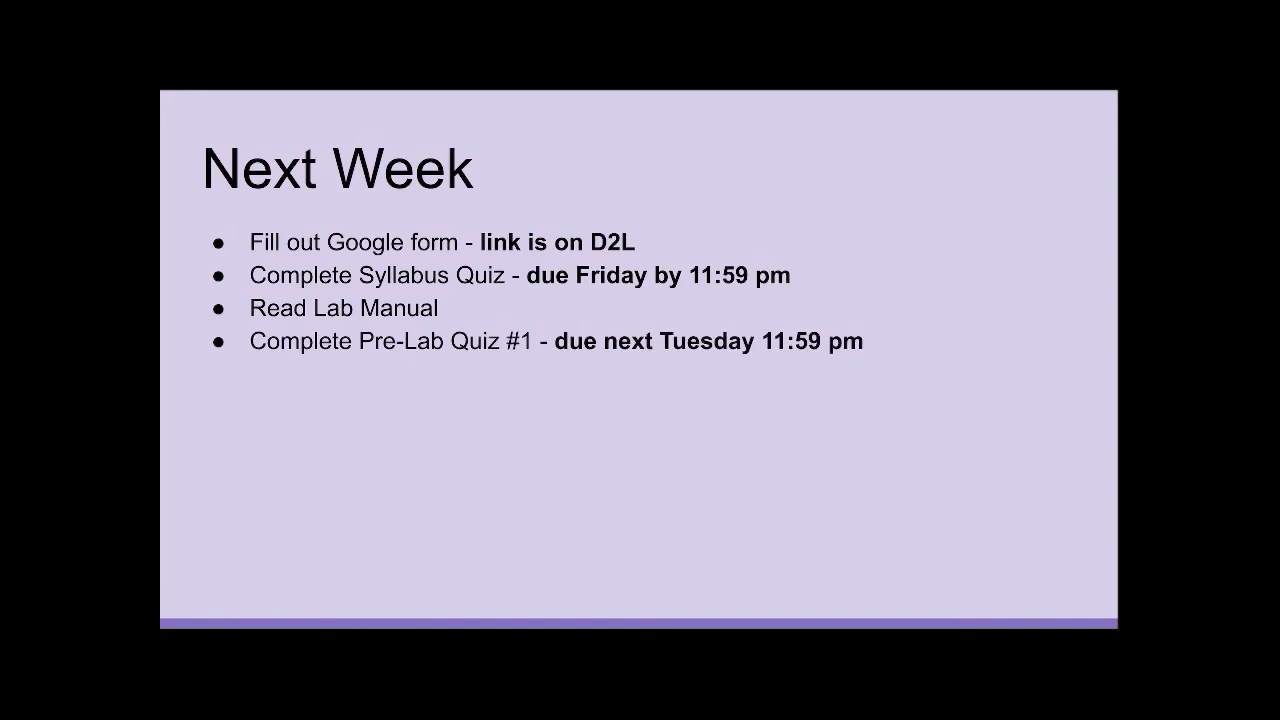 Next Week
● Fill out Google form - link is on D2L
● Complete Syllabus Quiz - due Friday by 11:59 pm
● Read Lab Manual
● Complete Pre-Lab Quiz #1 - due next Tuesday 11:59 pm